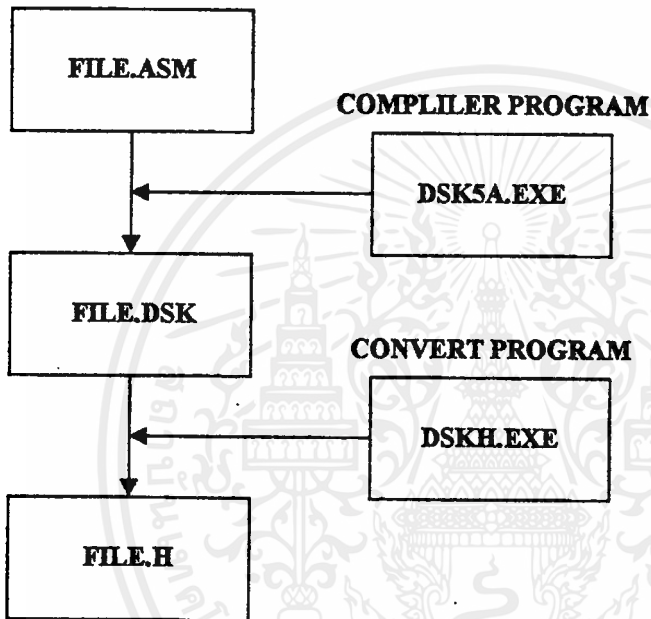 FILE.ASM
COMPLILER PROGRAM
DSK5A.EXE
FILE.DSK
CONVERT PROGRAM
DSKH.EXE
FILE.H